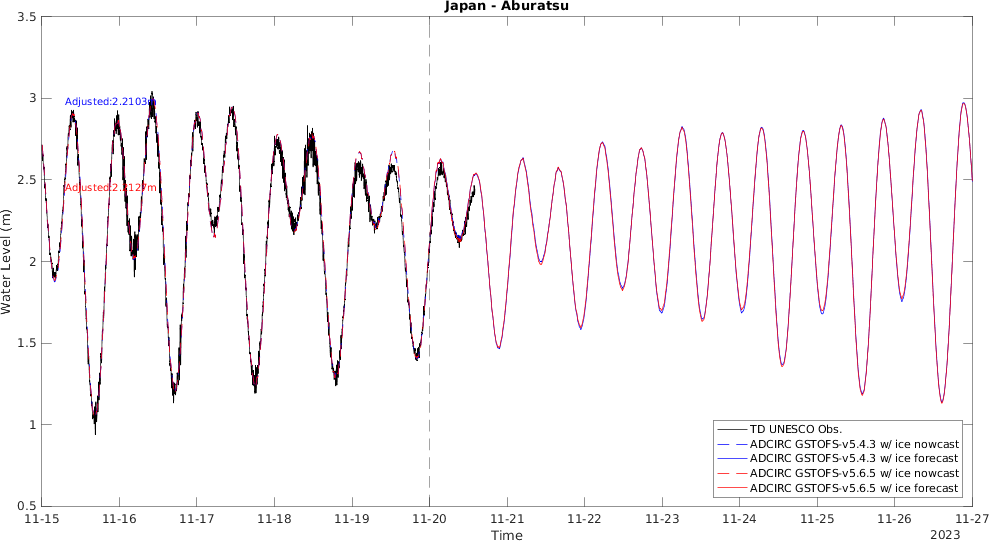 Japan - Aburatsu
3.5
3
2.5
2
1.5
1
0.5
Water Level (m)
Adjusted:2.2103m
TD UNESCO Obs.
ADCIRC GSTOFS-v5.4.3 w/ ice nowcast
ADCIRC GSTOFS-v5.4.3 w/ ice forecast
ADCIRC GSTOFS-v5.6.5 w/ ice nowcast
ADCIRC GSTOFS-v5.6.5 w/ ice forecast
11-15 11-16 11-17 11-18 11-19 11-20 11-21 11-22 11-23 11-24 11-25 11-26 11-27
Time
2023